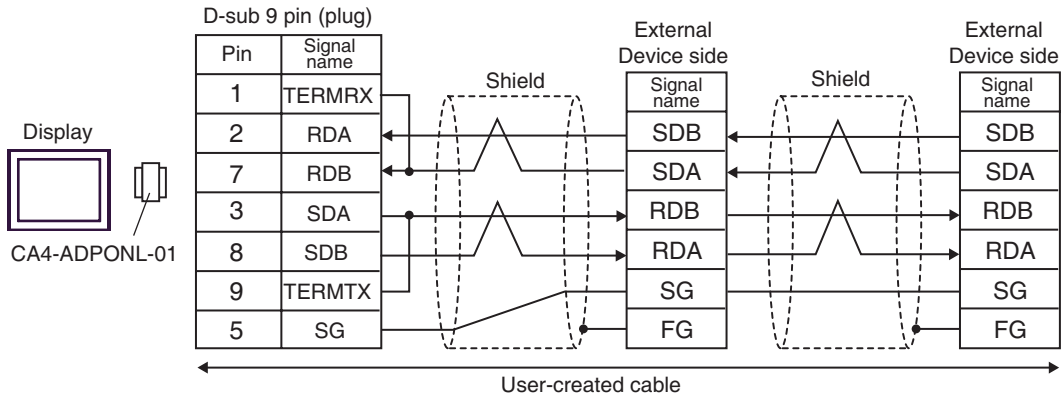 D-sub 9 pin (plug)
Pin Signal name
1 TERMRX
2 RDA
7 RDB
3 SDA
8 SDB
9 TERMTX
5 SG
Display
CA4-ADPONL-01
Shield
External
Device side
Signal
name
SDB
SDA
RDB
RDA
SG
FG
Shield
External
Device side
Signal
name
SDB
SDA
RDB
RDA
SG
FG
User-created cable